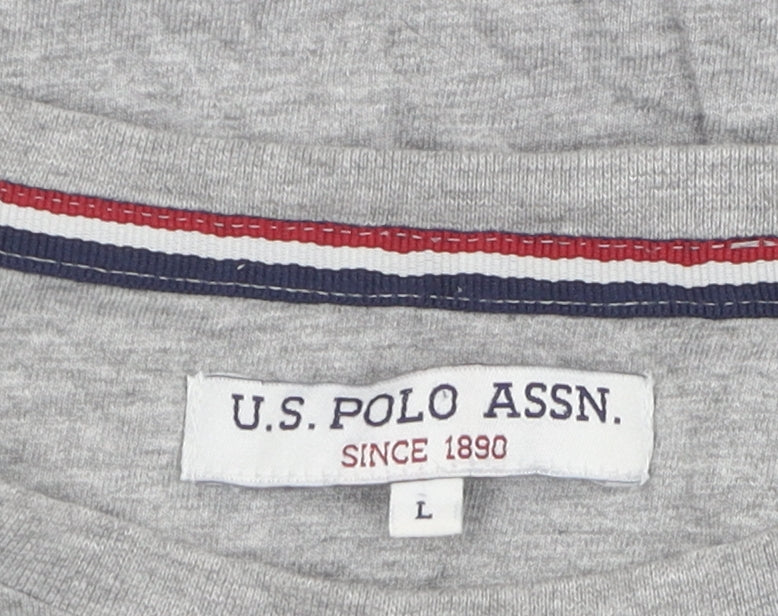 U.S. POLO ASSN.
SINCE 1890
L